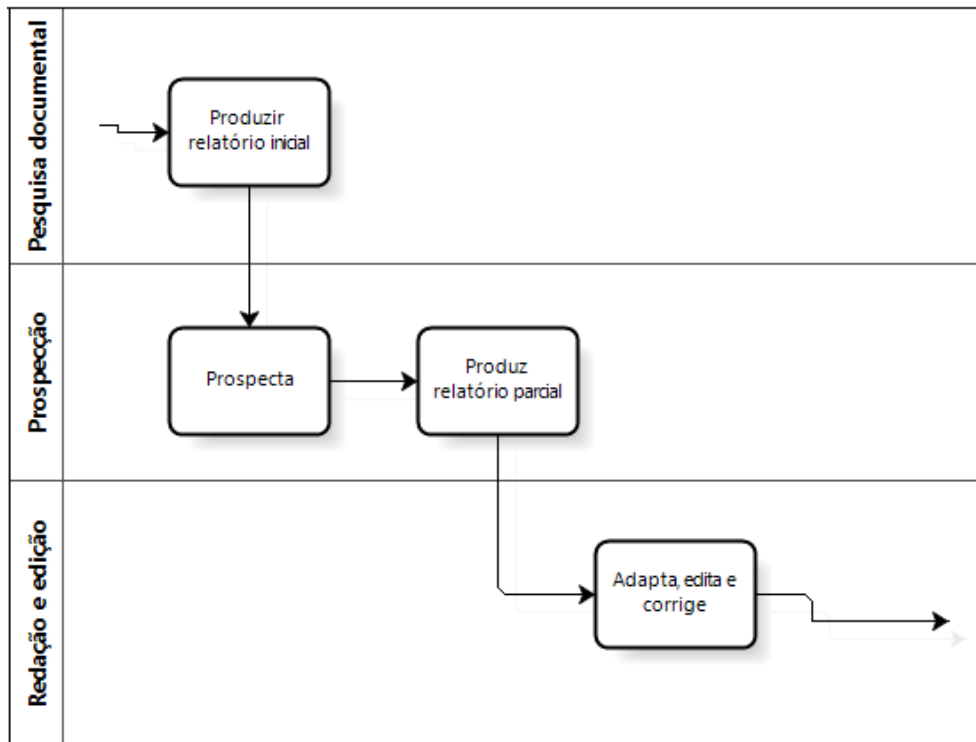 Pesquisa documental
Produzir
relatório inicial
Prospecção
Prospecta
Produz
relatório parcial
Redação e edição
Adapta, edita e
corrige